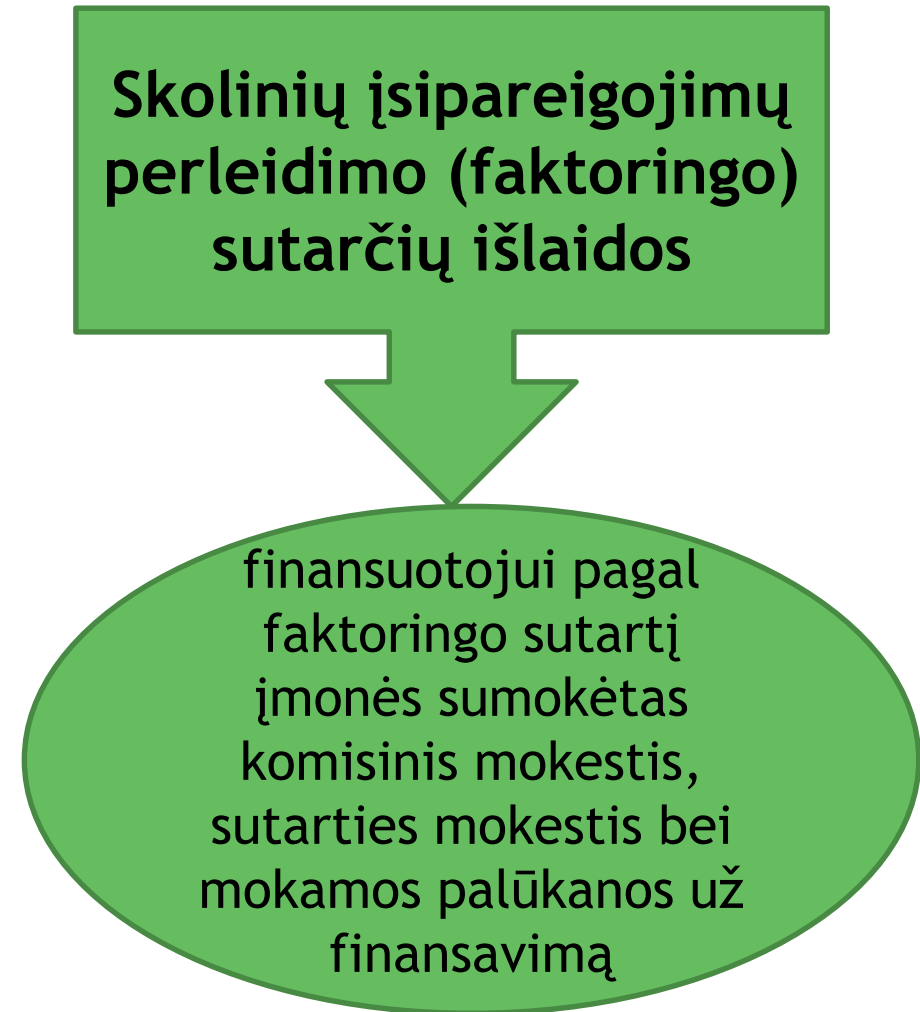 Skolinių įsipareigojimų
perleidimo (faktoringo)
sutarčių išlaidos
finansuotojui pagal
faktoringo sutartį
įmonės sumokėtas
komisinis mokestis,
sutarties mokestis bei
mokamos palūkanos už
finansavimą